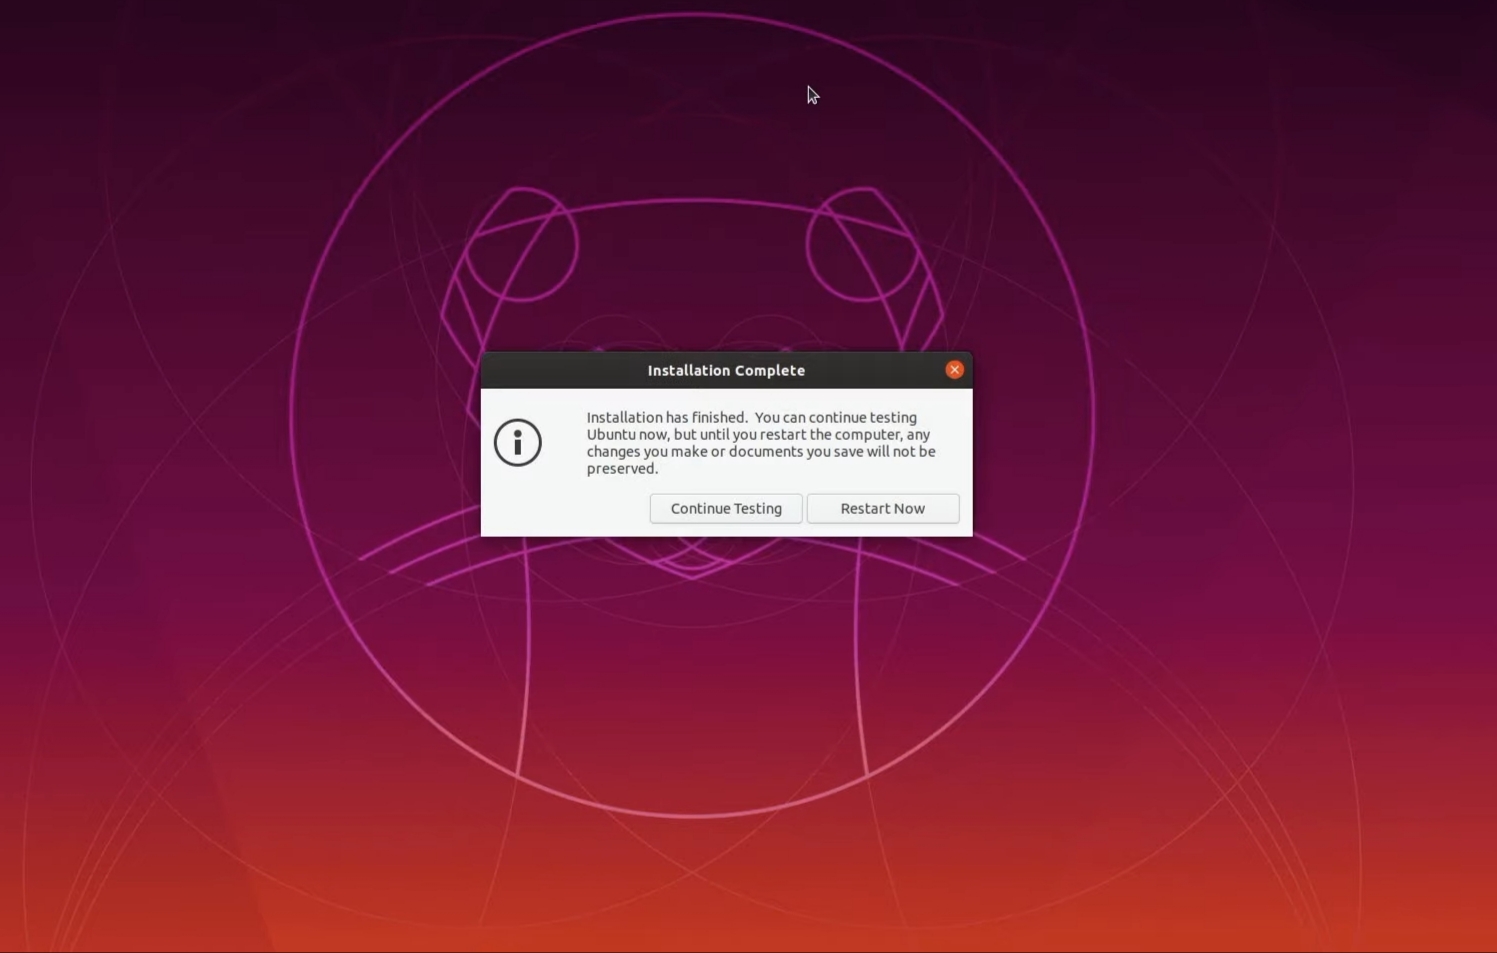 Installation Complete
Installation has finished.  You can continue testing
Ubuntu now, but until you restart the computer, any
changes you make or documents you save will not be
preserved.
Continue Testing
Restart Now